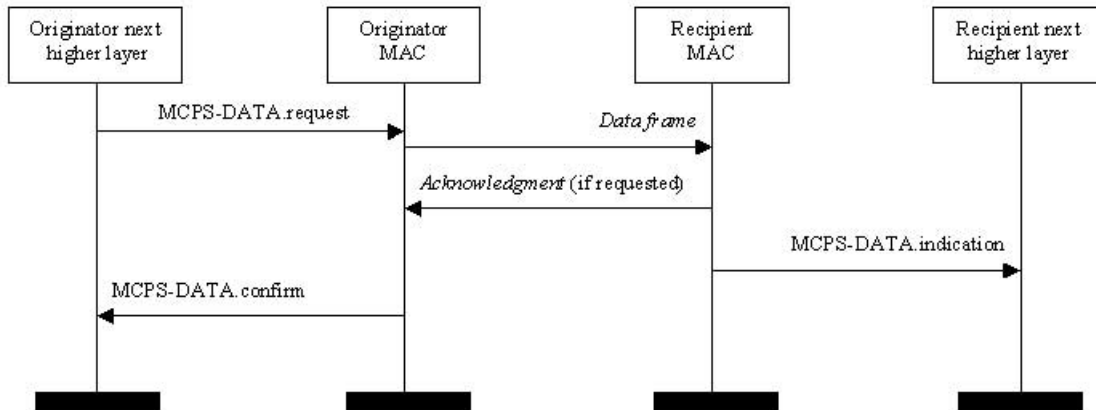 Originator next
higher layer
Originator
MAC
Recipient
MAC
Recipient next
higher layer
MCPS-DATA.request
Data frame
Acknowledgment (if requested)
MCPS-DATA.indication
MCPS-DATA.confirm